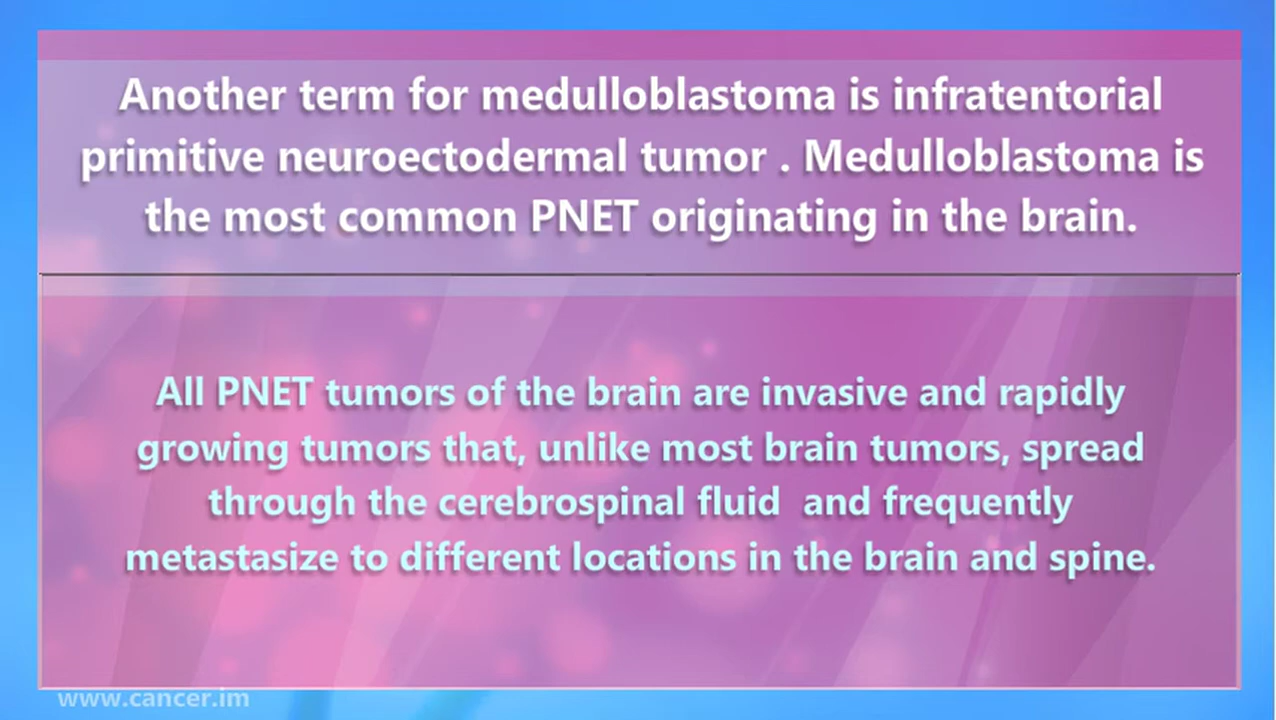 Another term for medulloblastoma is infratentorial
primitive neuroectodermal tumor . Medulloblastoma is
the most common PNET originating in the brain.
All PNET tumors of the brain are invasive and rapidly
growing tumors that, unlike most brain tumors, spread
through the cerebrospinal fluid  and frequently
metastasize to different locations in the brain and spine.
www.cancer.im